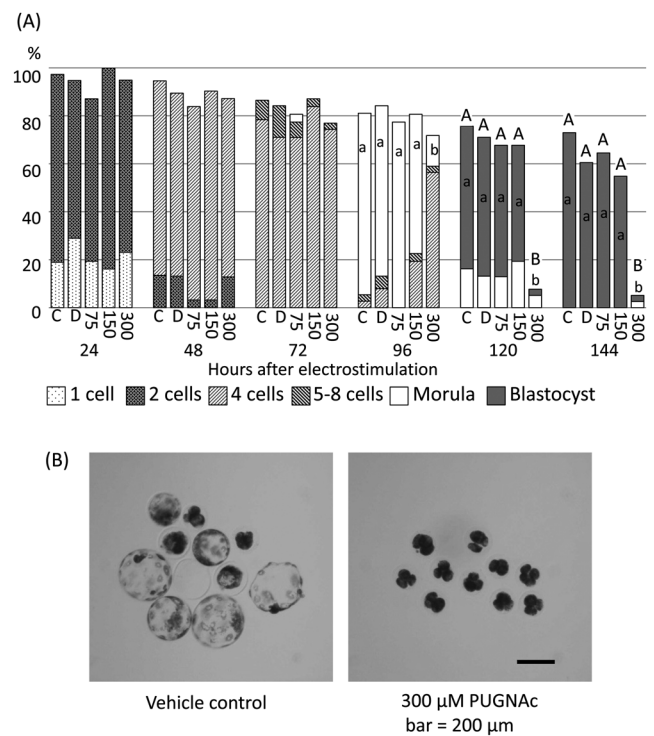 (A)
%
100
80
60
40
20
0
a a a b
A A A A
a a a a
B
b
A A A A
a a a a
B
b
C D 75 150 300 C D 75 150 300 C D 75 150 300 C D 75 150 300 C D 75 150 300 C D 75 150 300
24 48 72 96 120 144
Hours after electrostimulation
1 cell 2 cells 4 cells 5-8 cells Morula Blastocyst
(B)
Vehicle control 300 μM PUGNAc
bar = 200 μm